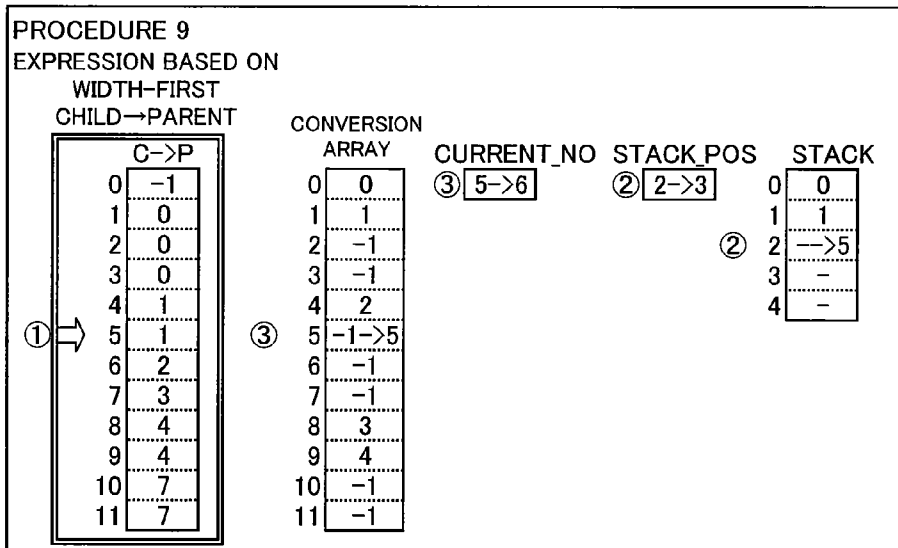 PROCEDURE 9
EXPRESSION BASED ON
WIDTH-FIRST
CHILD→PARENT
CONVERSION
ARRAY
CURRENT_NO STACK_POS STACK
C->P
③ 5->6 ② 2->3
0 -1 0 0 0 0
1 0 1 1 1 1
2 0 2 -1 ② 2 -->5
3 0 3 -1 3 -
4 1 4 2 4 -
① ⇨ 5 1 ③ 5 -1->5
6 2 6 -1
7 3 7 -1
8 4 8 3
9 4 9 4
10 7 10 -1
11 7 11 -1